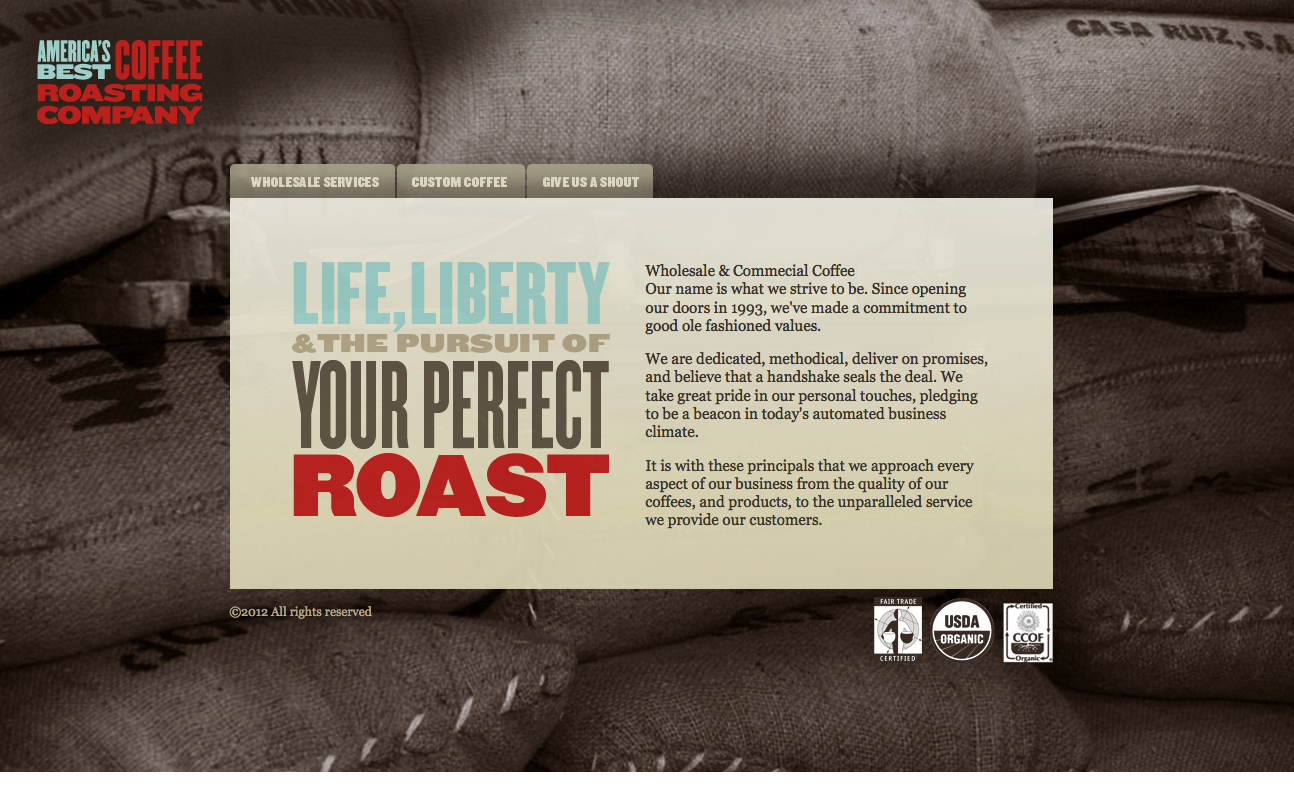 RUIZ, S.A. - PANAMA
CASA RUIZ, S.A.
AMERICA'S
BEST COFFEE
ROASTING
COMPANY
WHOLESALE SERVICES
CUSTOM COFFEE
GIVE US A SHOUT
LIFE, LIBERTY
& THE PURSUIT OF
YOUR PERFECT
ROAST
Wholesale & Commecial Coffee
Our name is what we strive to be. Since opening
our doors in 1993, we've made a commitment to
good ole fashioned values.
We are dedicated, methodical, deliver on promises,
and believe that a handshake seals the deal. We
take great pride in our personal touches, pledging
to be a beacon in today's automated business
climate.
It is with these principals that we approach every
aspect of our business from the quality of our
coffees, and products, to the unparalleled service
we provide our customers.
©2012 All rights reserved
FAIR TRADE
CERTIFIED
USDA
ORGANIC
Certified
CCOF
Organic